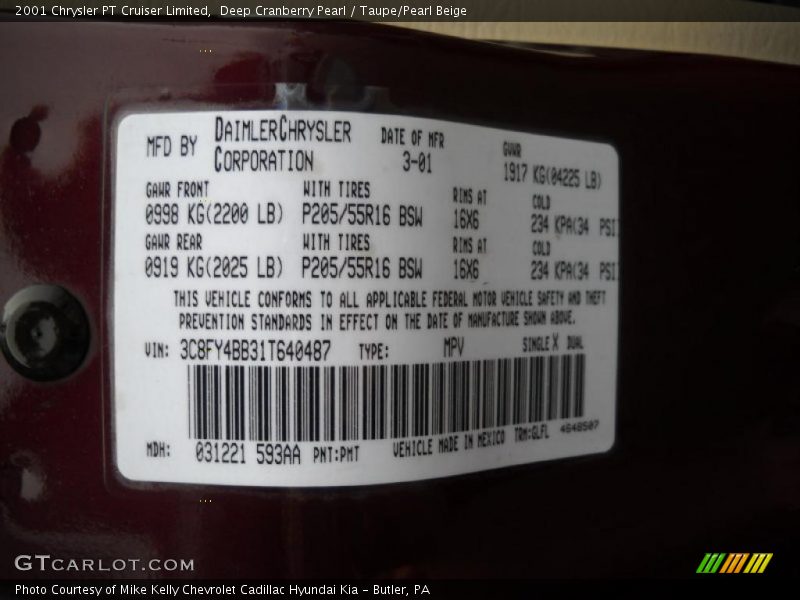 2001 Chrysler PT Cruiser Limited, Deep Cranberry Pearl / Taupe/Pearl Beige
MFD BY DAIMLERCHRYSLER CORPORATION DATE OF MFR 3-01 GVWR 1917 KG(04225 LB)
GAWR FRONT WITH TIRES RIMS AT COLD
0998 KG(2200 LB) P205/55R16 BSW 16X6 234 KPA(34 PSI
GAWR REAR WITH TIRES RIMS AT COLD
0919 KG(2025 LB) P205/55R16 BSW 16X6 234 KPA(34 PSI
THIS VEHICLE CONFORMS TO ALL APPLICABLE FEDERAL MOTOR VEHICLE SAFETY AND THEFT
PREVENTION STANDARDS IN EFFECT ON THE DATE OF MANUFACTURE SHOWN ABOVE.
VIN: 3C8FY4BB31T640487 TYPE: MPV SINGLE X DUAL
MDH: 031221 593AA PNT:PMT VEHICLE MADE IN MEXICO TRM:GLFL 4648507
GTCARLOT.COM
Photo Courtesy of Mike Kelly Chevrolet Cadillac Hyundai Kia - Butler, PA